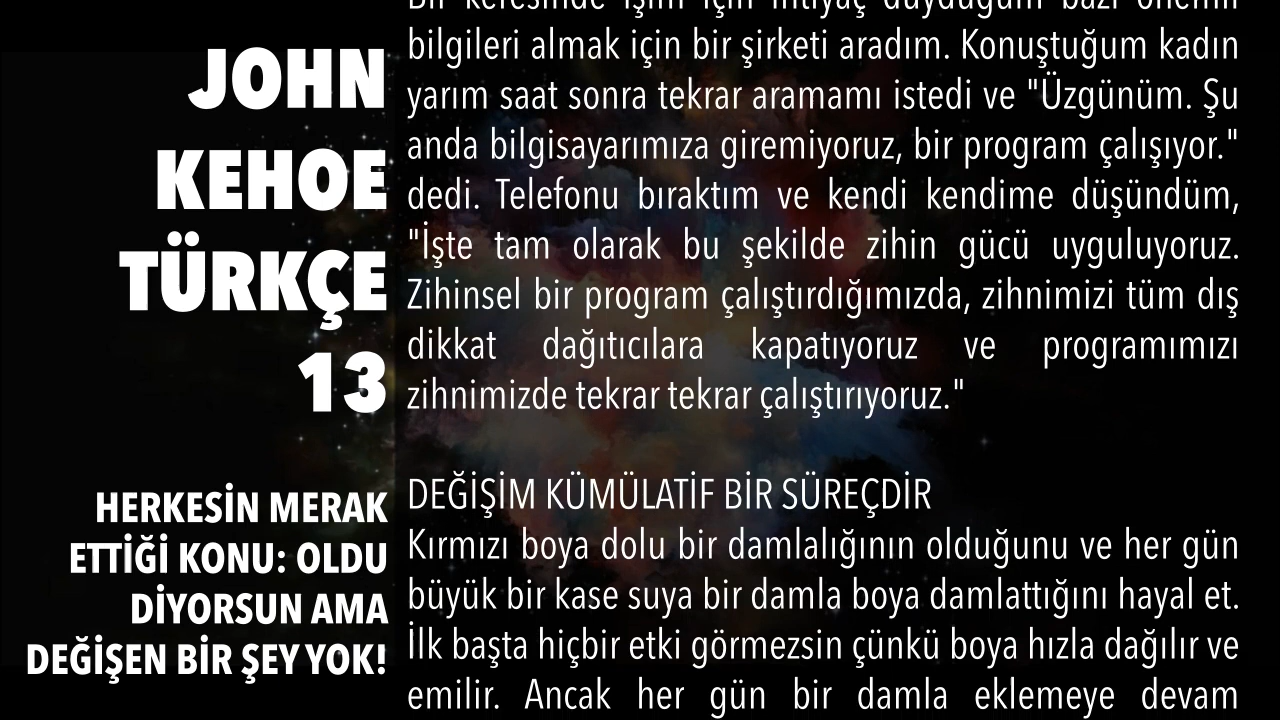 JOHN
KEHOE
TÜRKÇE
13
HERKESİN MERAK
ETTİĞİ KONU: OLDU
DİYORSUN AMA
DEĞİŞEN BİR ŞEY YOK!
Bir keresinde işim için ihtiyaç duyduğum bazı önemli
bilgileri almak için bir şirketi aradım. Konuştuğum kadın
yarım saat sonra tekrar aramamı istedi ve "Üzgünüm. Şu
anda bilgisayarımıza giremiyoruz, bir program çalışıyor."
dedi. Telefonu bıraktım ve kendi kendime düşündüm,
"İşte tam olarak bu şekilde zihin gücü uyguluyoruz.
Zihinsel bir program çalıştırdığımızda, zihnimizi tüm dış
dikkat dağıtıcılara kapatıyoruz ve programımızı
zihnimizde tekrar tekrar çalıştırıyoruz."
DEĞİŞİM KÜMÜLATİF BİR SÜREÇDİR
Kırmızı boya dolu bir damlalığının olduğunu ve her gün
büyük bir kase suya bir damla boya damlattığını hayal et.
İlk başta hiçbir etki görmezsin çünkü boya hızla dağılır ve
emilir. Ancak her gün bir damla eklemeye devam